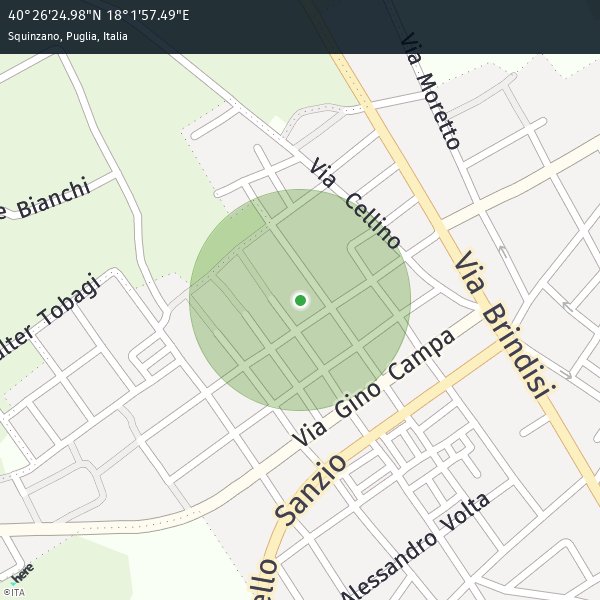 40°26'24.98"N 18°1'57.49"E
Squinzano, Puglia, Italia
Via Moretto
Via Cellino
e Bianchi
Via Brindisi
alter Tobagi
Via Gino Campa
Sanzio
Alessandro Volta
ello
here
©ITA